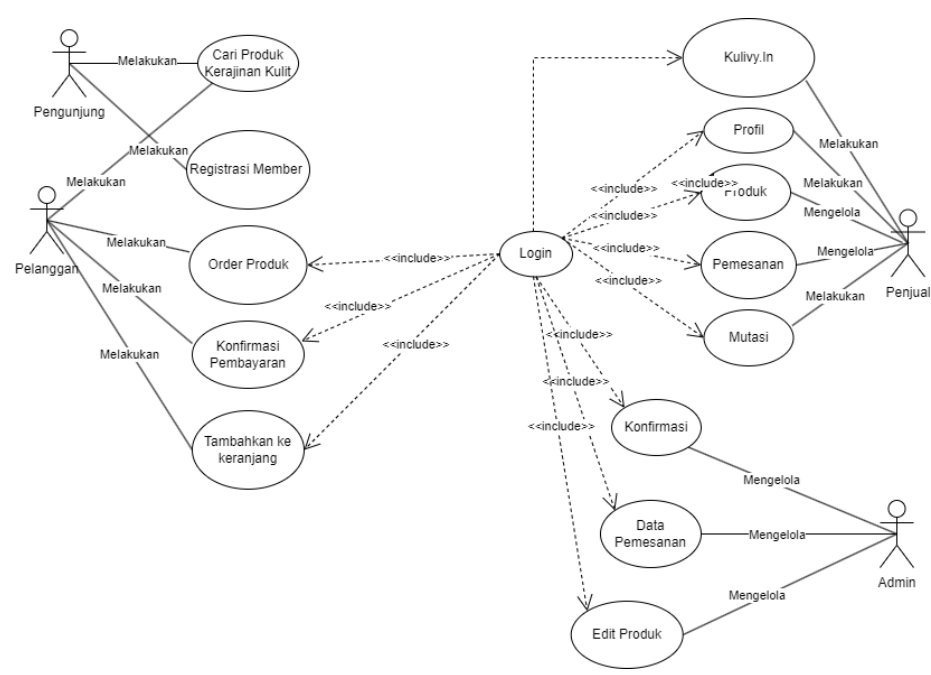 Pengunjung
Melakukan
Cari Produk
Kerajinan Kulit
Melakukan
Registrasi Member
Melakukan
Pelanggan
Melakukan
Order Produk
Melakukan
Konfirmasi
Pembayaran
Melakukan
Tambahkan ke
keranjang
<<include>>
<<include>>
<<include>>
Login
Kulivy.In
Profil
Melakukan
<<include>>
<<include>>
Melakukan
<<include>>
Mengelola
Pemesanan
<<include>>
Mengelola
Penjual
<<include>>
Melakukan
Mutasi
<<include>>
<<include>>
<<include>>
Konfirmasi
Mengelola
Data
Pemesanan
Mengelola
Admin
Mengelola
Edit Produk